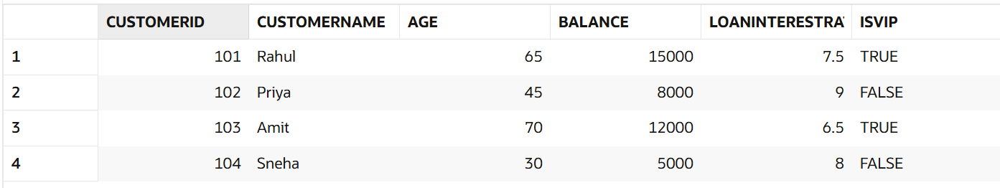 CUSTOMERID CUSTOMERNAME AGE BALANCE LOANINTERESTRA ISVIP
1 101 Rahul 65 15000 7.5 TRUE
2 102 Priya 45 8000 9 FALSE
3 103 Amit 70 12000 6.5 TRUE
4 104 Sneha 30 5000 8 FALSE